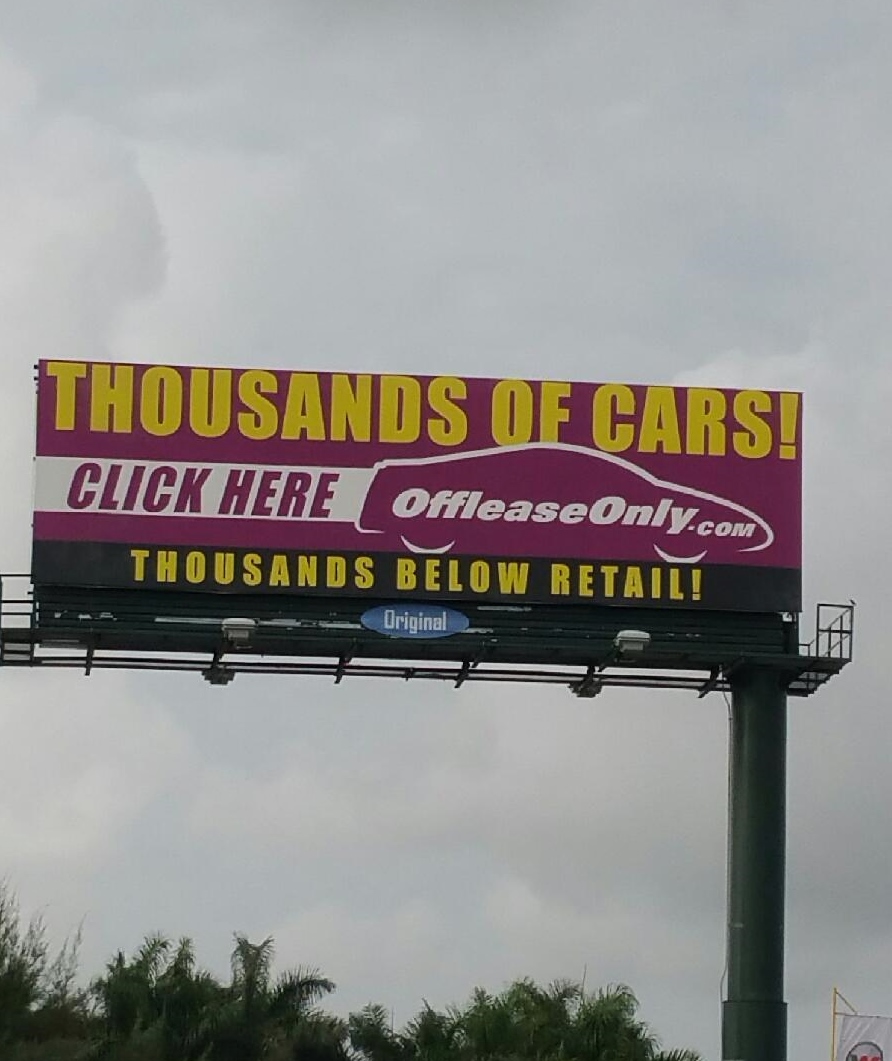 THOUSANDS OF CARS!
CLICK HERE OffleaseOnly.com
THOUSANDS BELOW RETAIL!
Original